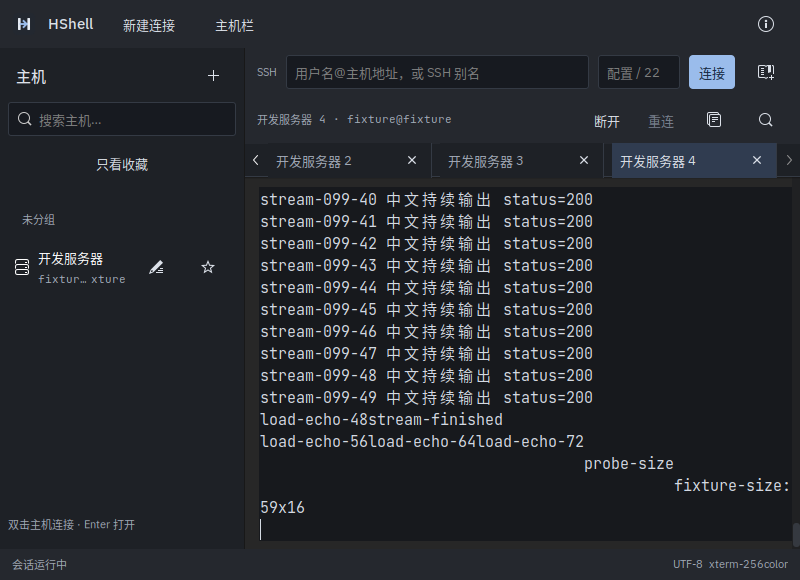 HShell 新建连接 主机栏
主机
搜索主机...
只看收藏
未分组
开发服务器
fixtur… xture
双击主机连接 · Enter 打开
SSH 用户名@主机地址，或 SSH 别名 配置 / 22 连接
开发服务器 4 · fixture@fixture 断开 重连
开发服务器 2 开发服务器 3 开发服务器 4
stream-099-40 中文持续输出 status=200
stream-099-41 中文持续输出 status=200
stream-099-42 中文持续输出 status=200
stream-099-43 中文持续输出 status=200
stream-099-44 中文持续输出 status=200
stream-099-45 中文持续输出 status=200
stream-099-46 中文持续输出 status=200
stream-099-47 中文持续输出 status=200
stream-099-48 中文持续输出 status=200
stream-099-49 中文持续输出 status=200
load-echo-48stream-finished
load-echo-56load-echo-64load-echo-72
probe-size
fixture-size:
59x16
会话运行中 UTF-8 xterm-256color